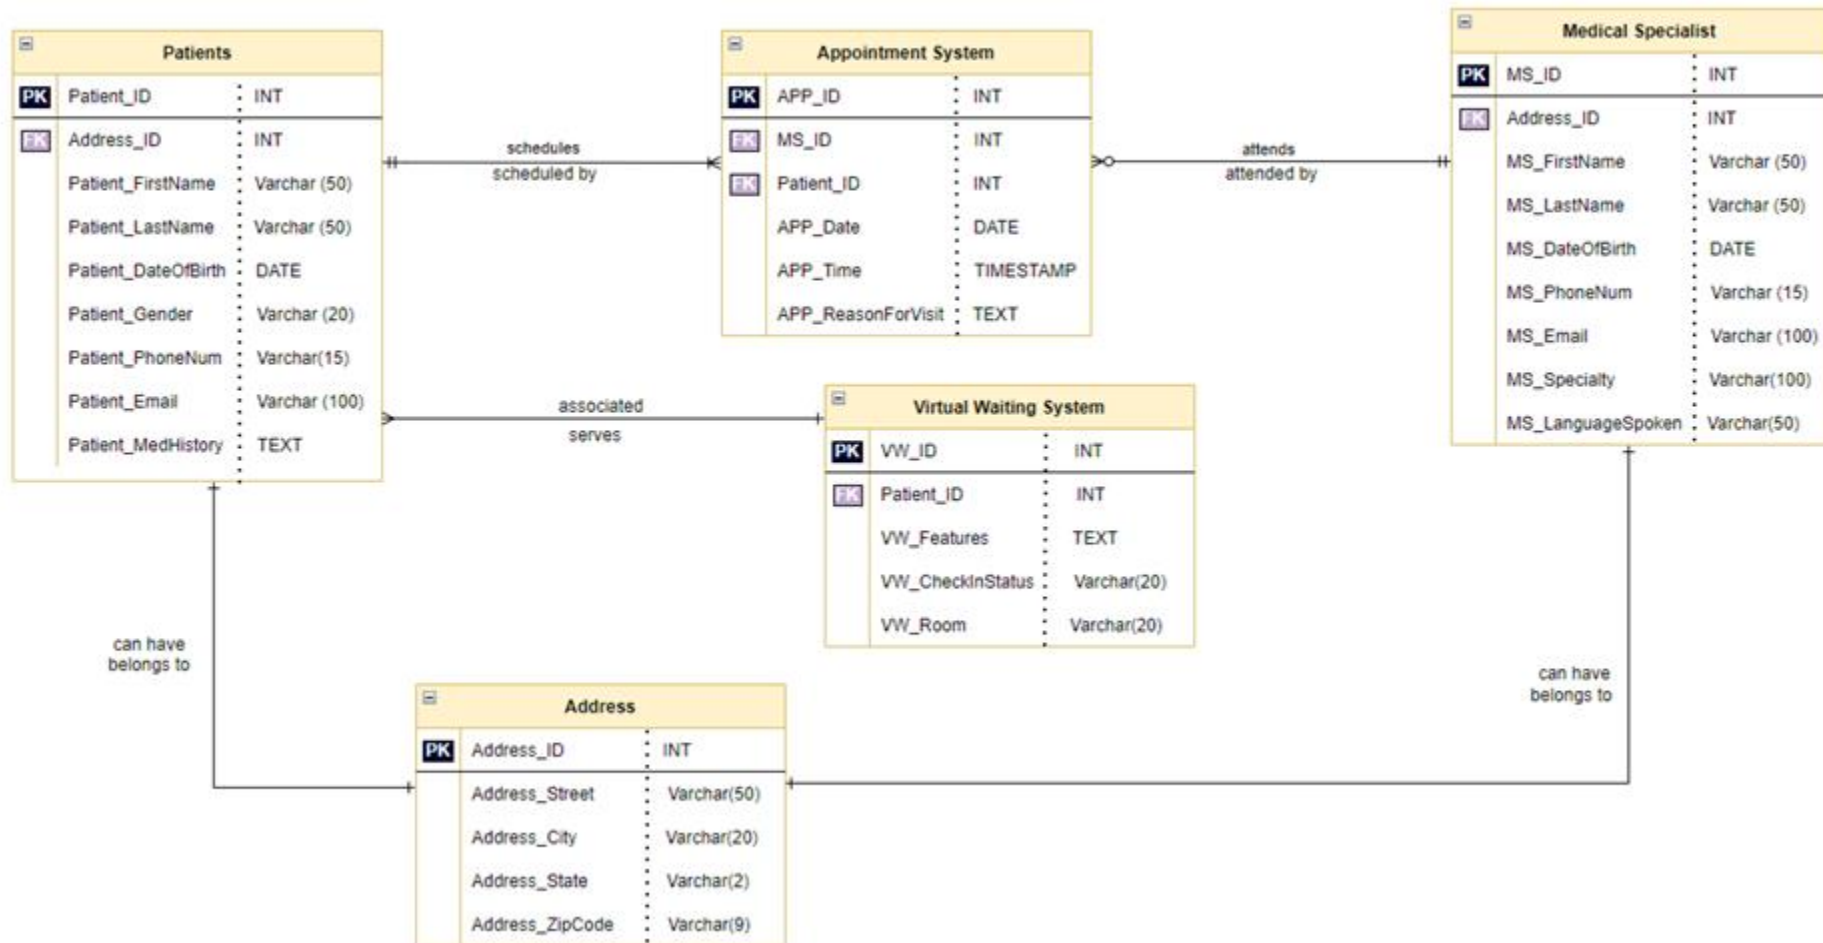 Patients
PK Patient_ID INT
FK Address_ID INT
Patient_FirstName Varchar (50)
Patient_LastName Varchar (50)
Patient_DateOfBirth DATE
Patient_Gender Varchar (20)
Patient_PhoneNum Varchar(15)
Patient_Email Varchar (100)
Patient_MedHistory TEXT
schedules
scheduled by
Appointment System
PK APP_ID INT
FK MS_ID INT
FK Patient_ID INT
APP_Date DATE
APP_Time TIMESTAMP
APP_ReasonForVisit TEXT
attends
attended by
Medical Specialist
PK MS_ID INT
FK Address_ID INT
MS_FirstName Varchar (50)
MS_LastName Varchar (50)
MS_DateOfBirth DATE
MS_PhoneNum Varchar (15)
MS_Email Varchar (100)
MS_Specialty Varchar(100)
MS_LanguageSpoken Varchar(50)
associated
serves
Virtual Waiting System
PK VW_ID INT
FK Patient_ID INT
VW_Features TEXT
VW_CheckInStatus Varchar(20)
VW_Room Varchar(20)
can have
belongs to
Address
PK Address_ID INT
Address_Street Varchar(50)
Address_City Varchar(20)
Address_State Varchar(2)
Address_ZipCode Varchar(9)
can have
belongs to